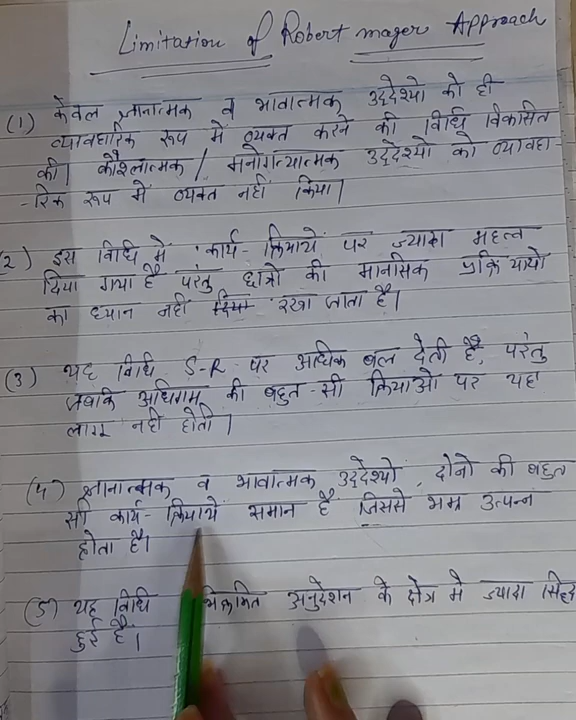 Limitation of Robert mager Approach
(1) केवल ज्ञानात्मक व भावात्मक उद्देश्यो को ही
व्यावहारिक रूप में व्यक्त करने की विधि विकसित
की। कौशलात्मक / मनोगत्यात्मक उद्देश्यो को व्यावहा-
-रिक रूप में व्यक्त नही किया।
(2) इस विधि मे कार्य-क्रियाये पर ज्यादा महत्व
दिया गया है परंतु छात्रो की मानसिक प्रक्रियायो
का ध्यान नही दिया रखा जाता है।
(3) यह विधि S-R पर अधिक बल देती है, परंतु
जबकि अधिगम की बहुत-सी क्रियाओ पर यह
लागू नही होती।
(4) ज्ञानात्मक व भावात्मक उद्देश्यो, दोनो की बहुत
सी कार्य-क्रियाये समान है जिससे भम्र उत्पन्न
होता है।
(5) यह विधि अनुदेशन के क्षेत्र मे ज्यादा
हुई है।